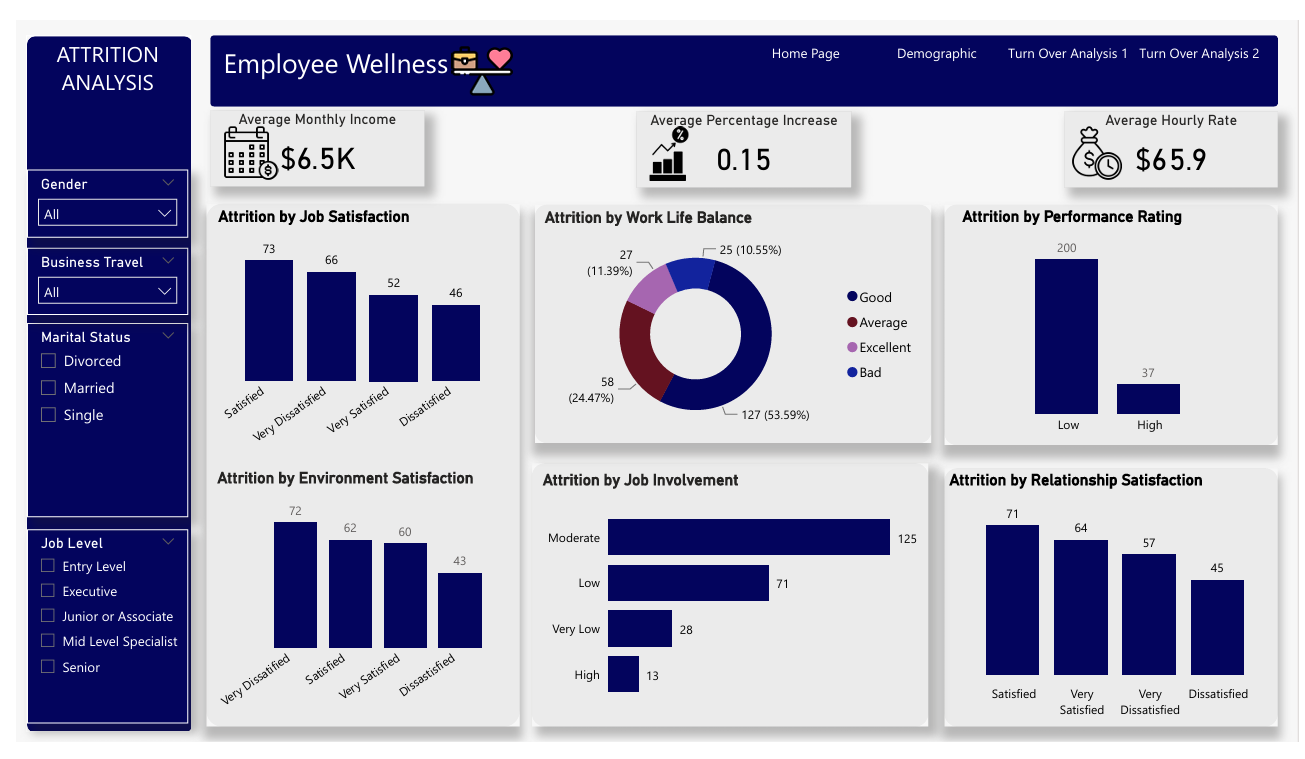 ATTRITION
ANALYSIS
Employee Wellness
Home Page
Demographic
Turn Over Analysis 1
Turn Over Analysis 2
Average Monthly Income
$
$6.5K
Average Percentage Increase
%
0.15
Average Hourly Rate
$
$65.9
Gender
All
Business Travel
All
Marital Status
Divorced
Married
Single
Job Level
Entry Level
Executive
Junior or Associate
Mid Level Specialist
Senior
Attrition by Job Satisfaction
73
66
52
46
Satisfied
Very Dissatisfied
Very Satisfied
Dissatisfied
Attrition by Work Life Balance
27
(11.39%)
25 (10.55%)
58
(24.47%)
127 (53.59%)
Good
Average
Excellent
Bad
Attrition by Performance Rating
200
37
Low
High
Attrition by Environment Satisfaction
72
62
60
43
Very Dissatified
Satisfied
Very Satisfied
Dissastisfied
Attrition by Job Involvement
Moderate
125
Low
71
Very Low
28
High
13
Attrition by Relationship Satisfaction
71
64
57
45
Satisfied
Very
Satisfied
Very
Dissatisfied
Dissatisfied